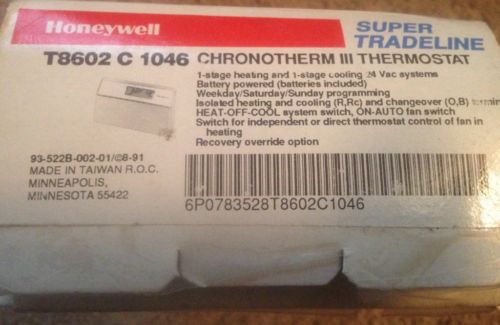 Honeywell
SUPER
TRADELINE
T8602 C 1046 CHRONOTHERM III THERMOSTAT
1-stage heating and 1-stage cooling 24 Vac systems
Battery powered (batteries included)
Weekday/Saturday/Sunday programming
Isolated heating and cooling (R,Rc) and changeover (O,B)
HEAT-OFF-COOL system switch, ON-AUTO fan switch
Switch for independent or direct thermostat control of fan in
heating
Recovery override option
93-522B-002-01/08-91
MADE IN TAIWAN R.O.C.
MINNEAPOLIS,
MINNESOTA 55422
6P0783528T8602C1046